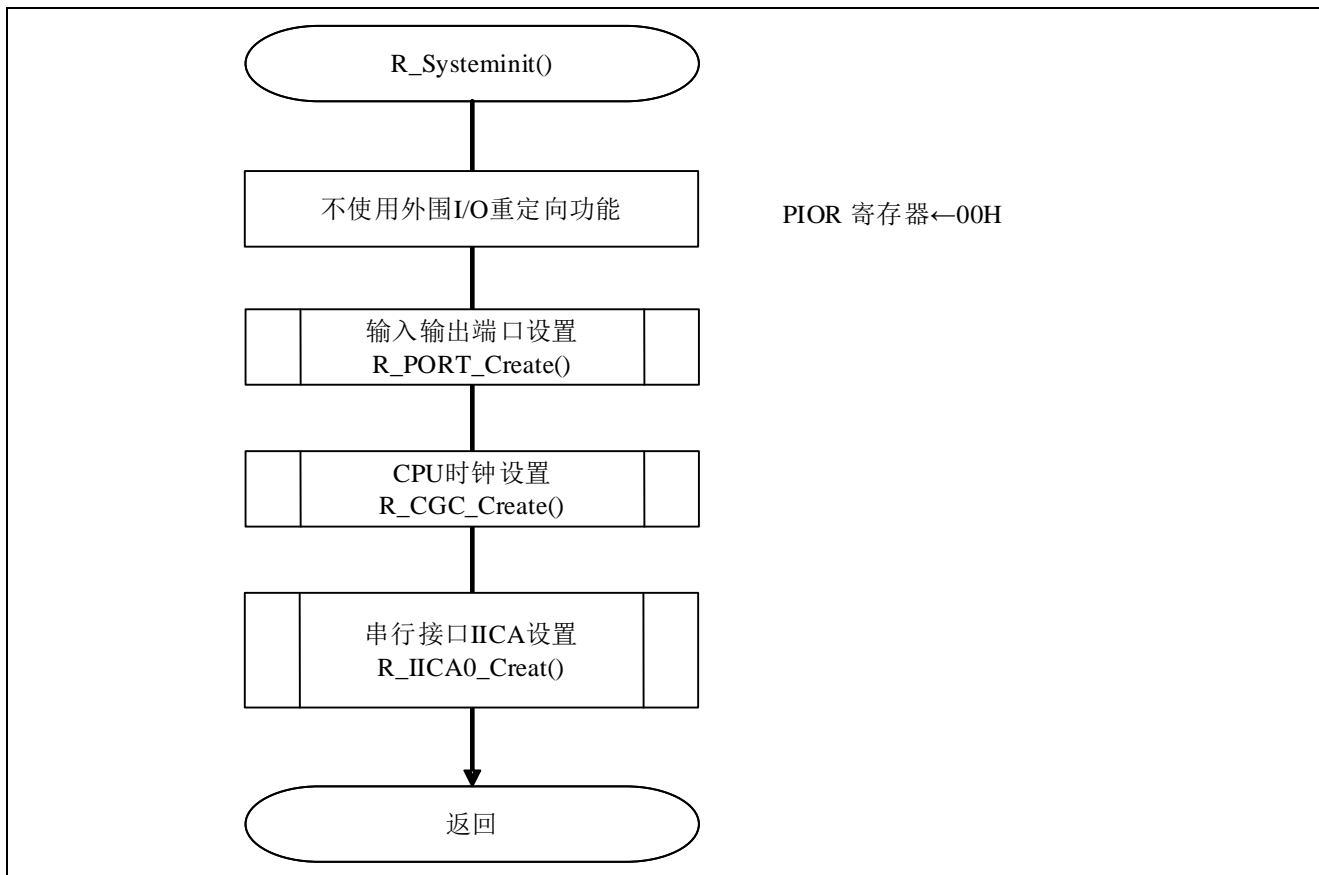 R_Systeminit()
不使用外围I/O重定向功能
PIOR 寄存器←00H
输入输出端口设置
R_PORT_Create()
CPU时钟设置
R_CGC_Create()
串行接口IICA设置
R_IICA0_Creat()
返回